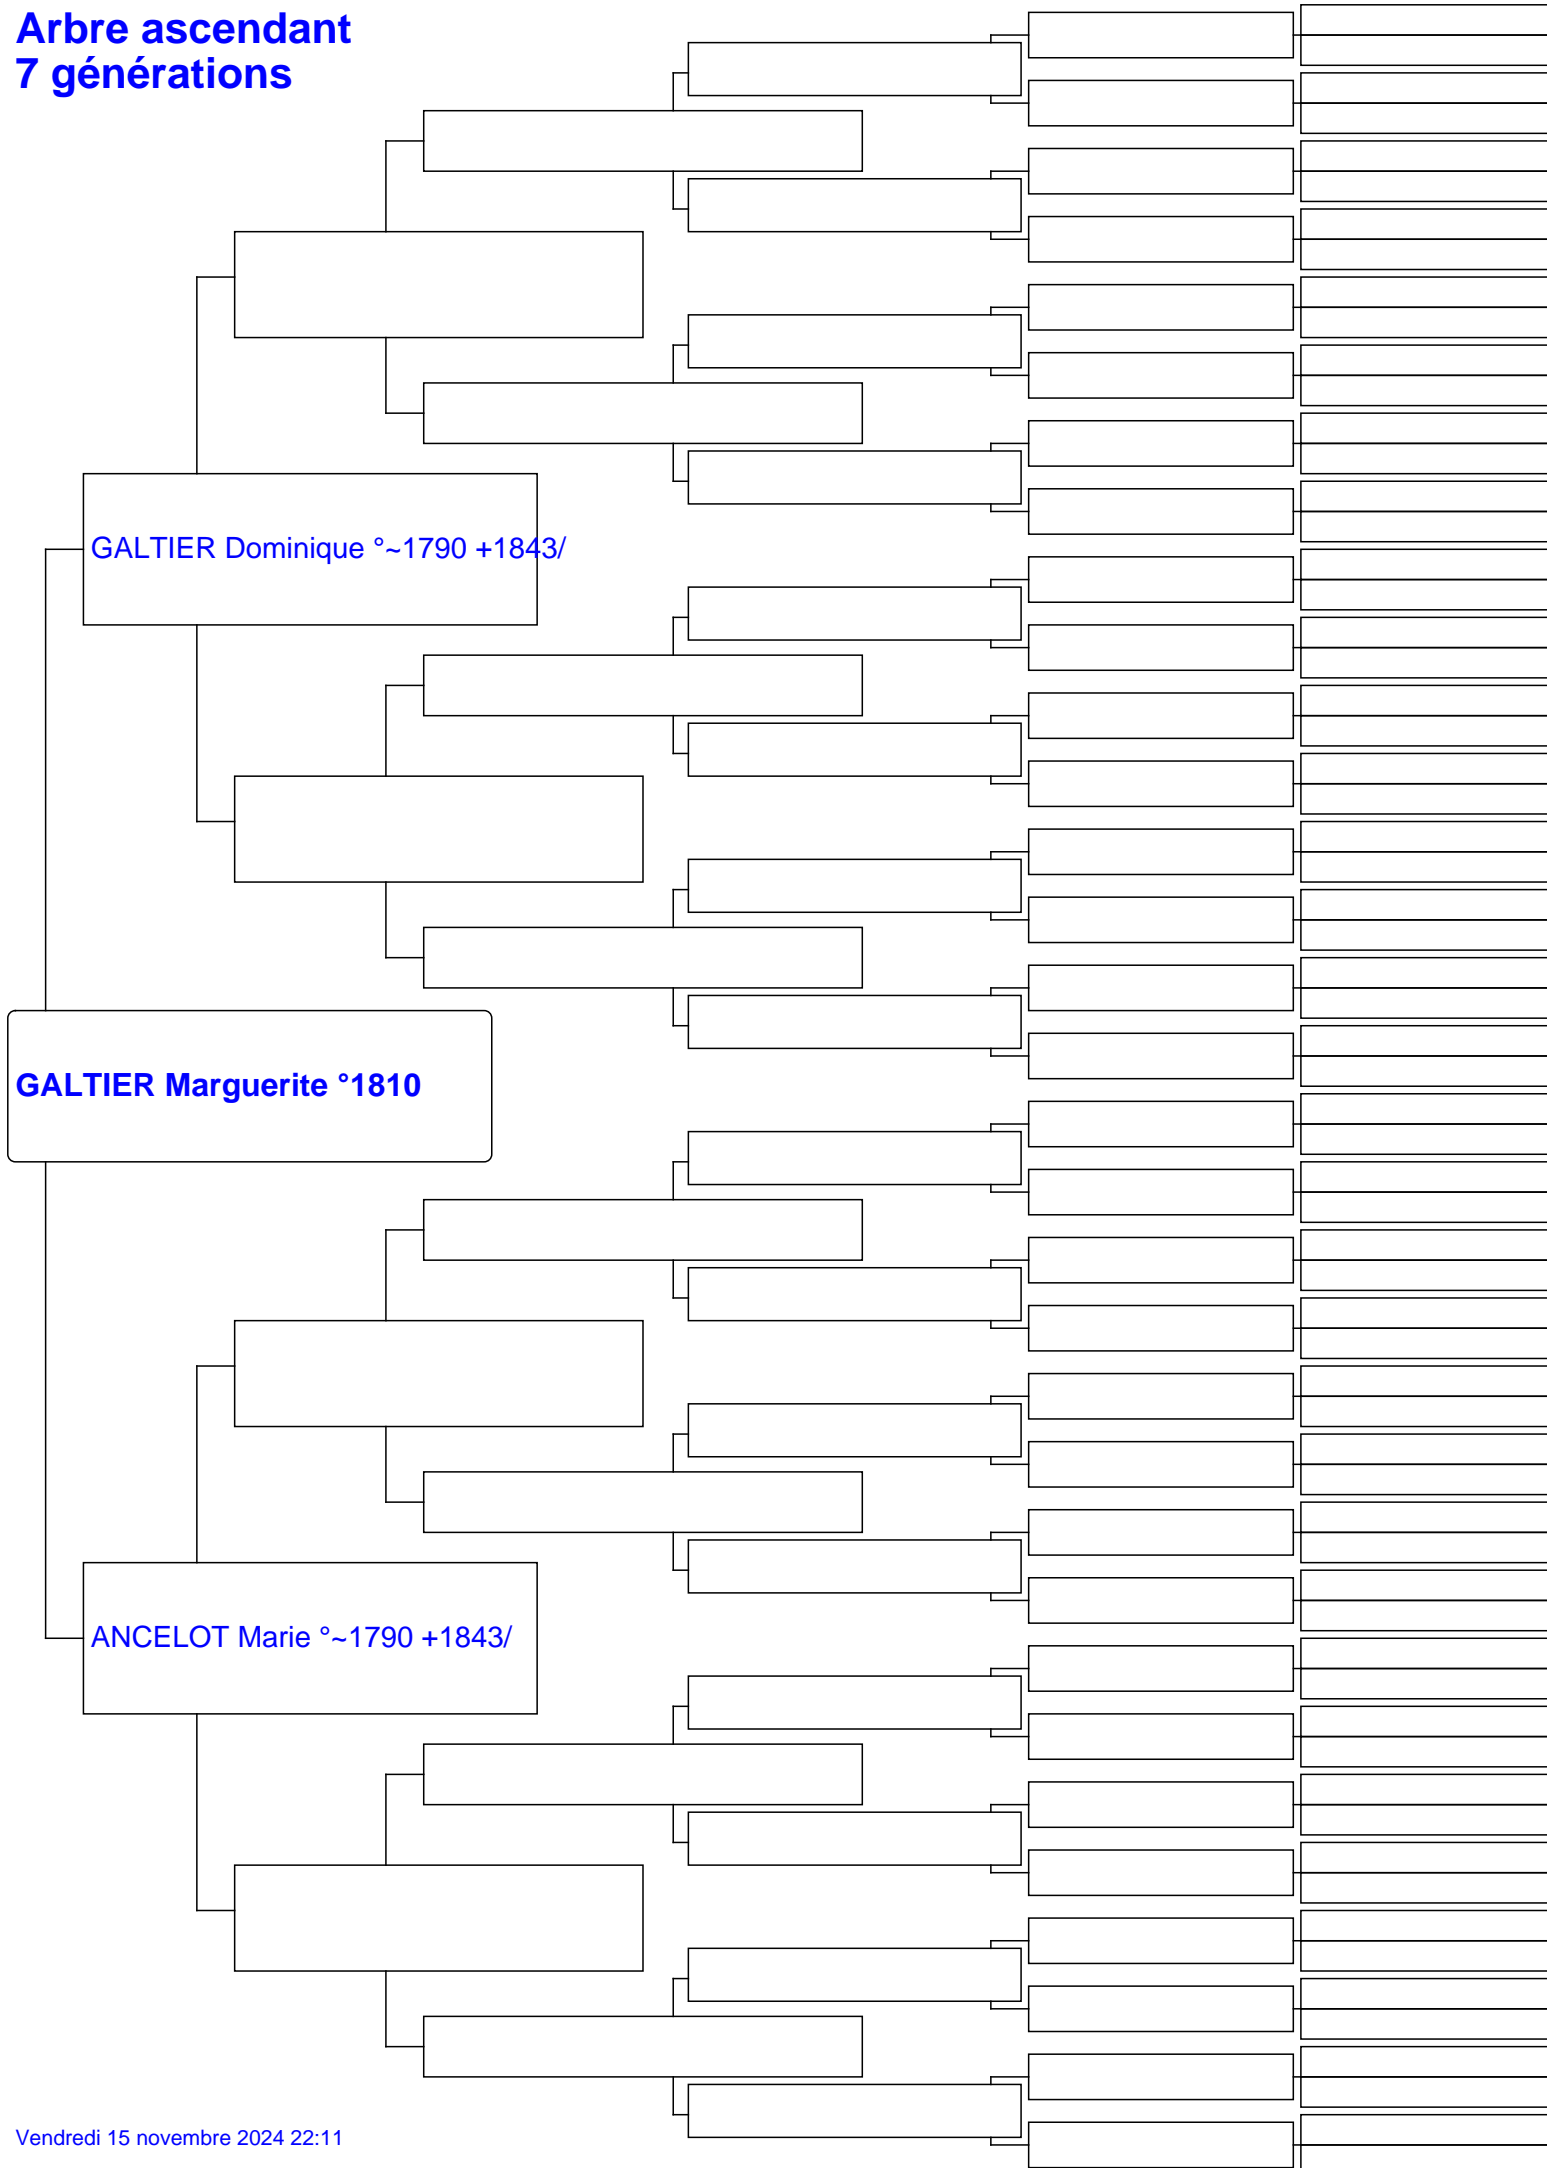 Arbre ascendant
7 générations
GALTIER Dominique °~1790 +1843/
GALTIER Marguerite °1810
ANCELOT Marie °~1790 +1843/
Vendredi 15 novembre 2024 22:11